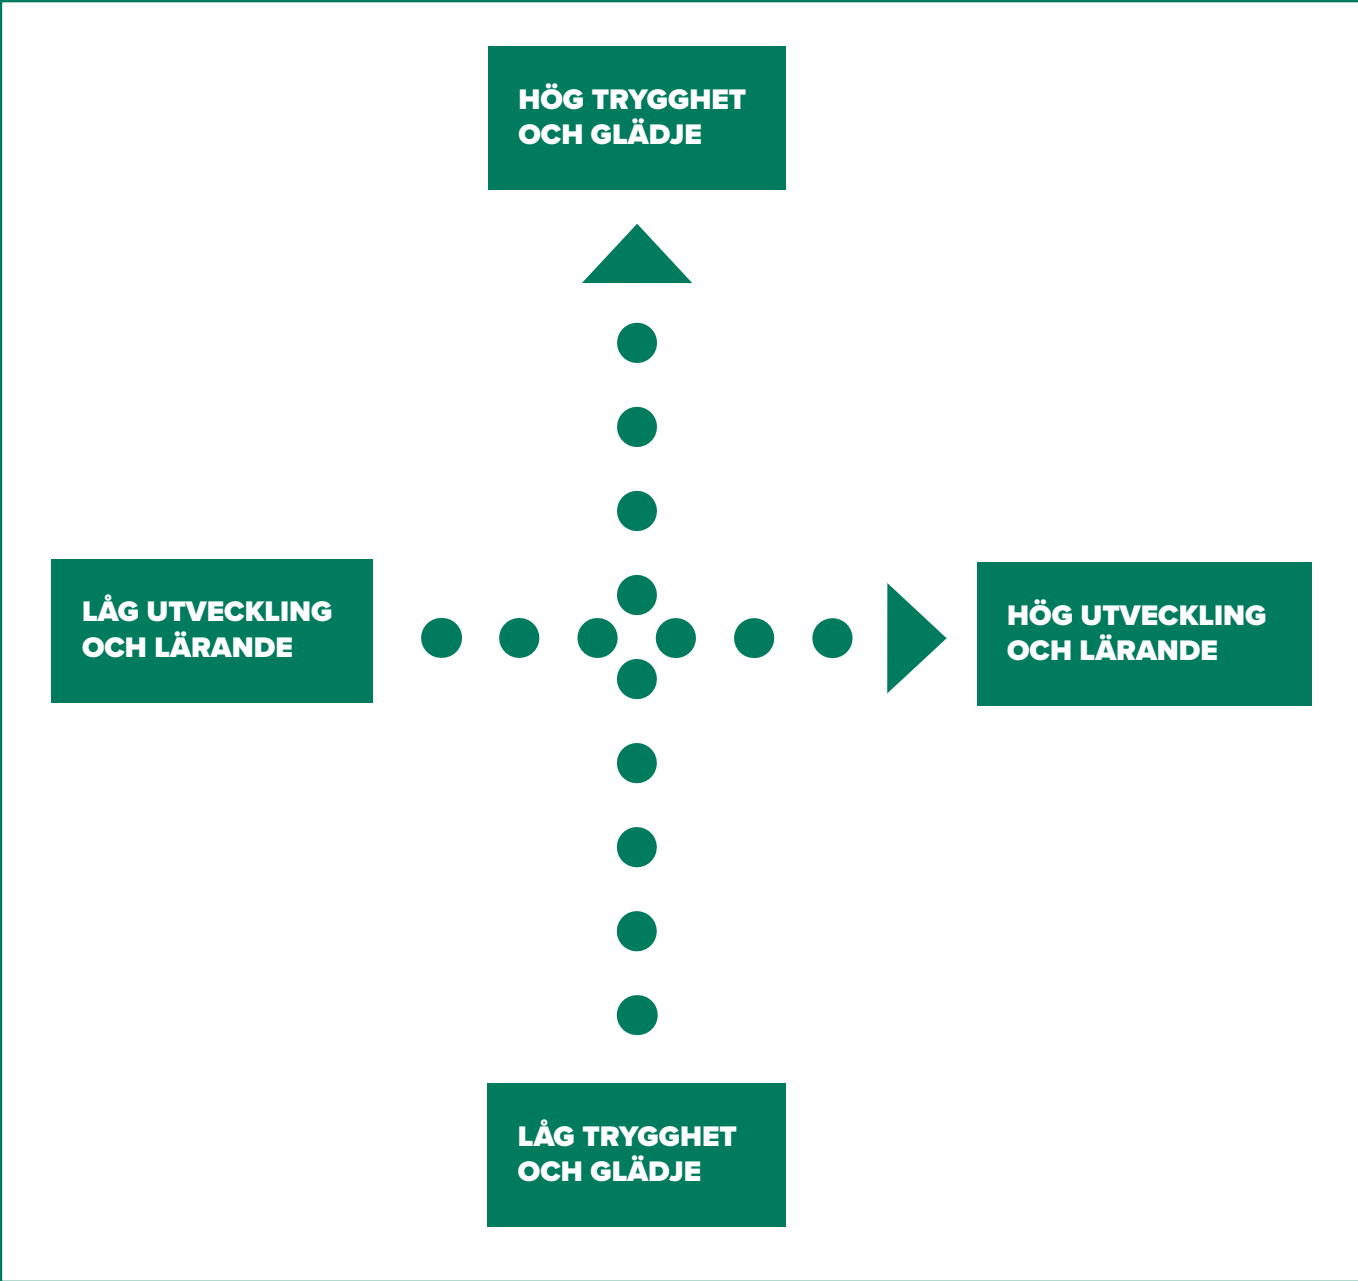 HÖG TRYGGHET
OCH GLÄDJE
LÅG UTVECKLING
OCH LÄRANDE
HÖG UTVECKLING
OCH LÄRANDE
LÅG TRYGGHET
OCH GLÄDJE